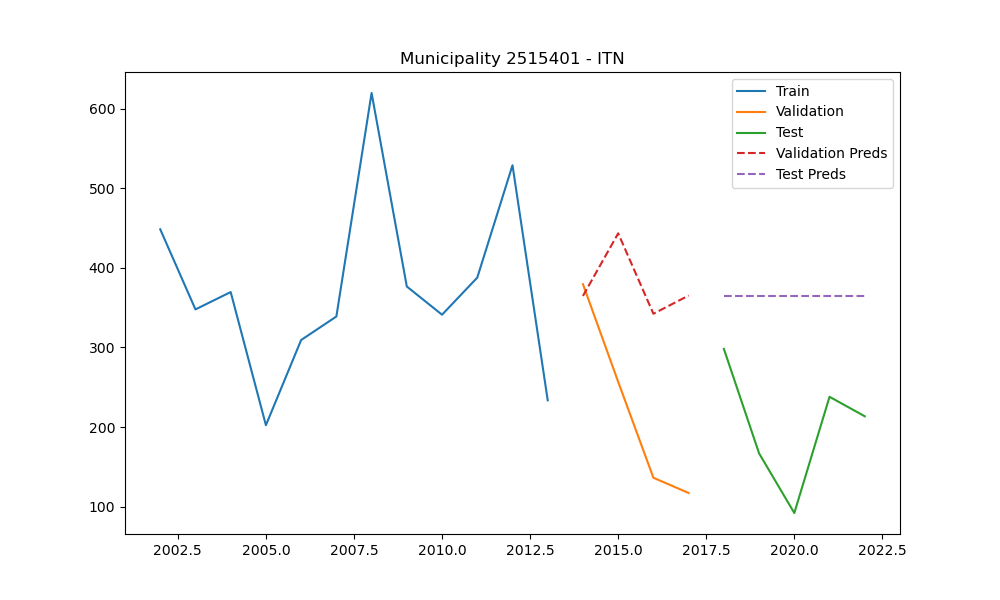 Municipality 2515401 - ITN
Train
Validation
Test
Validation Preds
Test Preds
600
500
400
300
200
100
2002.5 2005.0 2007.5 2010.0 2012.5 2015.0 2017.5 2020.0 2022.5